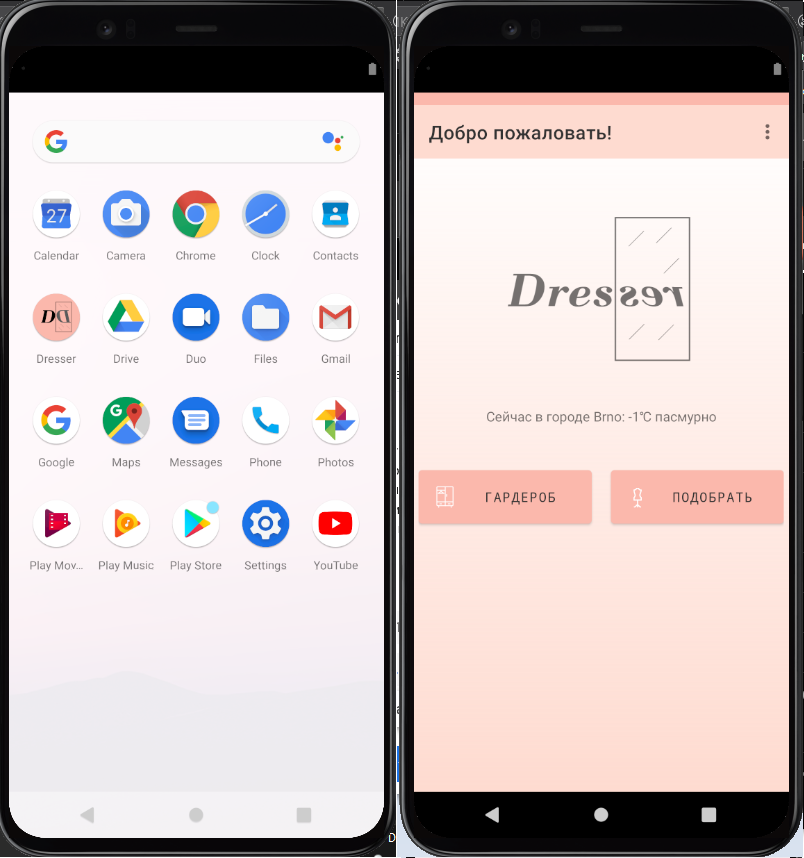 27
Calendar Camera Chrome Clock Contacts
DD
Dresser Drive Duo Files Gmail
G
Google Maps Messages Phone Photos
Play Mov... Play Music Play Store Settings YouTube
Добро пожаловать!
Dresser
Сейчас в городе Brno: -1°C пасмурно
ГАРДЕРОБ ПОДОБРАТЬ